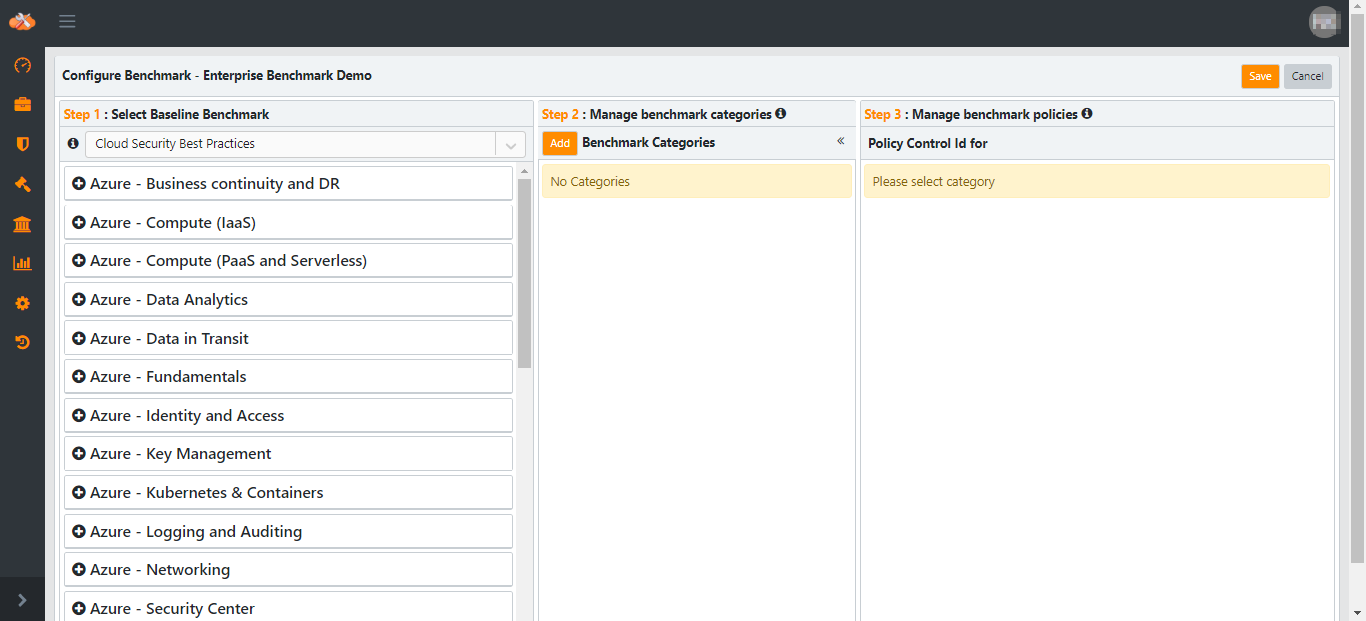 Configure Benchmark - Enterprise Benchmark Demo
Save
Cancel
Step 1 : Select Baseline Benchmark
Cloud Security Best Practices
Azure - Business continuity and DR
Azure - Compute (IaaS)
Azure - Compute (PaaS and Serverless)
Azure - Data Analytics
Azure - Data in Transit
Azure - Fundamentals
Azure - Identity and Access
Azure - Key Management
Azure - Kubernetes & Containers
Azure - Logging and Auditing
Azure - Networking
Azure - Security Center
Step 2 : Manage benchmark categories
Add Benchmark Categories «
No Categories
Step 3 : Manage benchmark policies
Policy Control Id for
Please select category